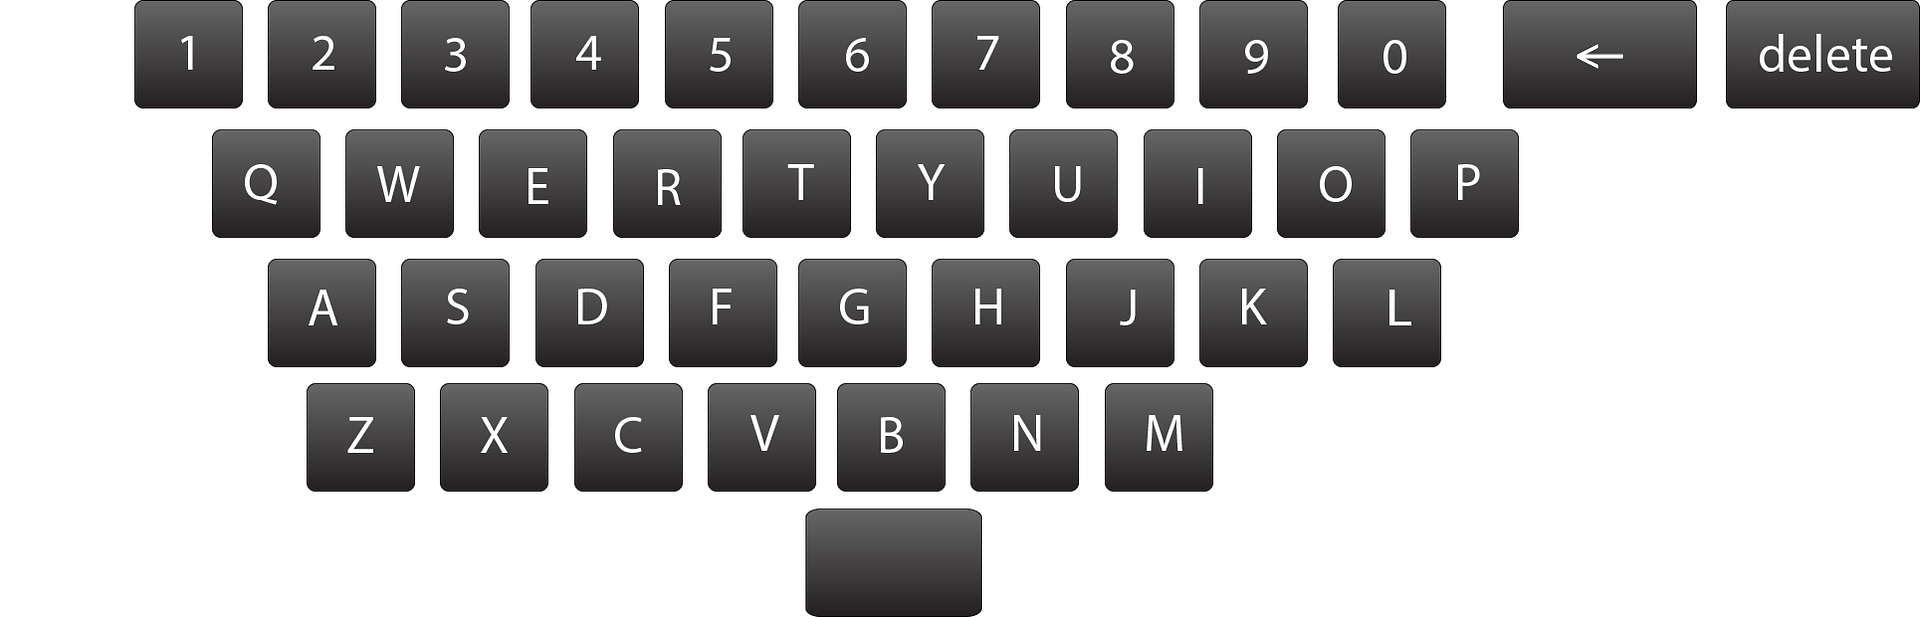 1 2 3 4 5 6 7 8 9 0 ← delete
Q W E R T Y U I O P
A S D F G H J K L
Z X C V B N M